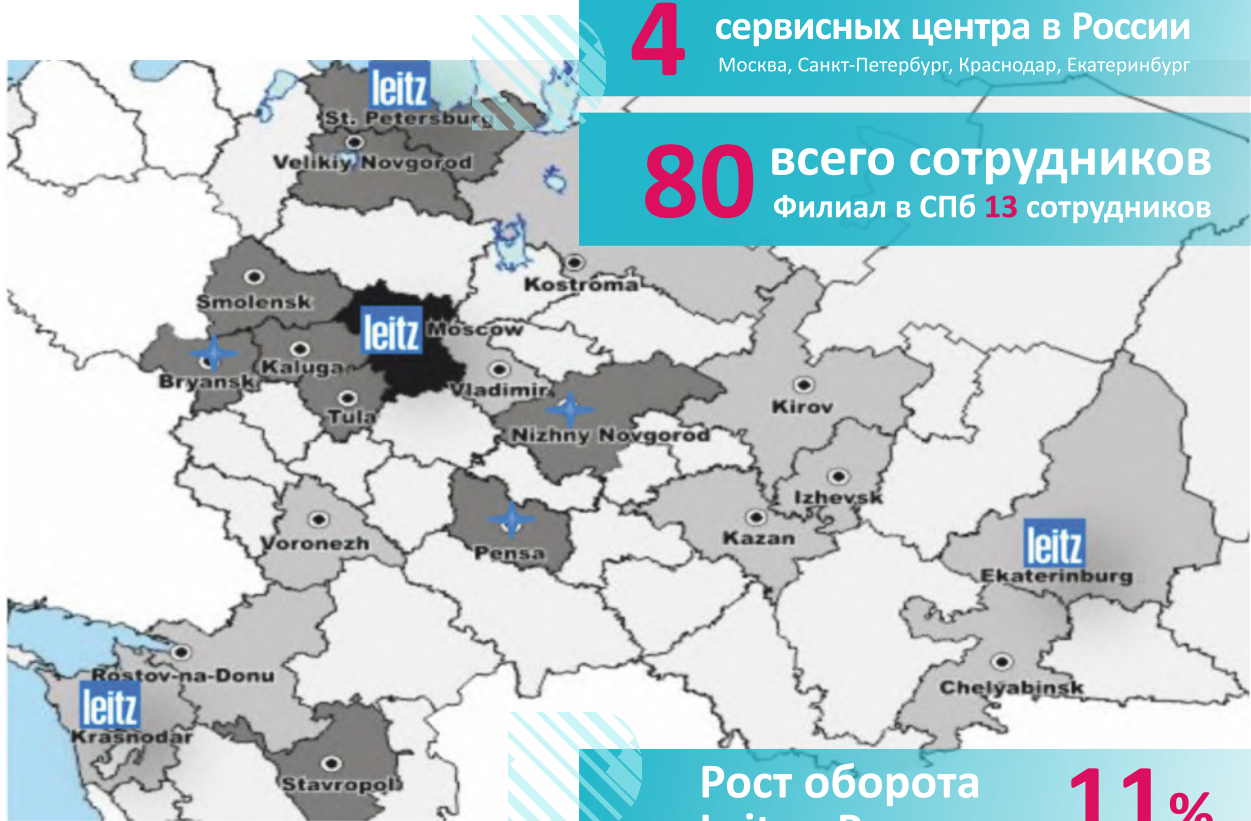 4 сервисных центра в России
Москва, Санкт-Петербург, Краснодар, Екатеринбург
leitz
St. Petersburg
80 всего сотрудников
Velikiy Novgorod
Филиал в СПб 13 сотрудников
Kostroma
Smolensk
leitz Moscow
Kaluga
Bryansk
Vladimir
Tula
Kirov
Nizhny Novgorod
Izhevsk
Voronezh
Kazan
Pensa
leitz
Ekaterinburg
Rostov-na-Donu
Chelyabinsk
leitz
Krasnodar
Stavropol
Рост оборота
11%